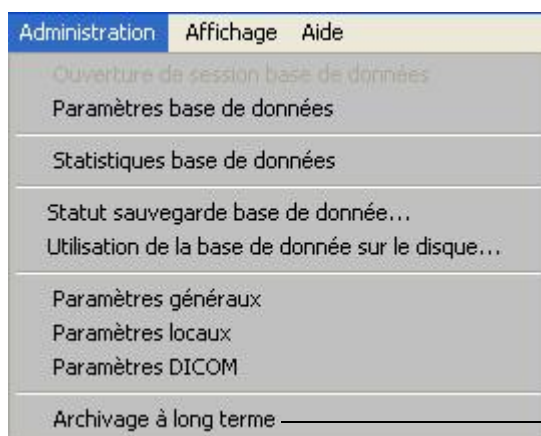 Administration Affichage Aide
Ouverture de session base de données
Paramètres base de données
Statistiques base de données
Statut sauvegarde base de donnée...
Utilisation de la base de donnée sur le disque...
Paramètres généraux
Paramètres locaux
Paramètres DICOM
Archivage à long terme